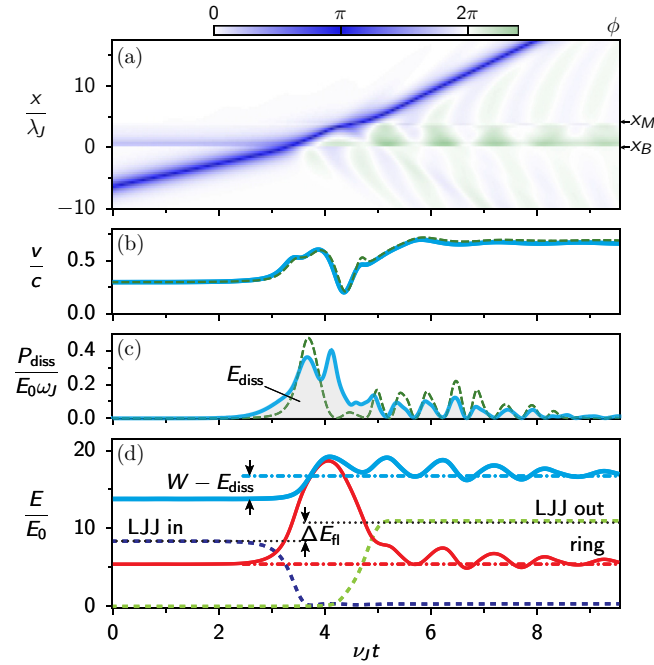 0 π 2π ϕ
(a)
x
λJ
10
0
−10
xM
xB
(b)
v
c
0.5
0.0
(c)
Pdiss
E0ωJ
0.4
0.2
0.0
Ediss
(d)
E
E0
20
10
0
W − Ediss
LJJ in
ΔEfl
LJJ out
ring
0 2 4 6 8
νJt